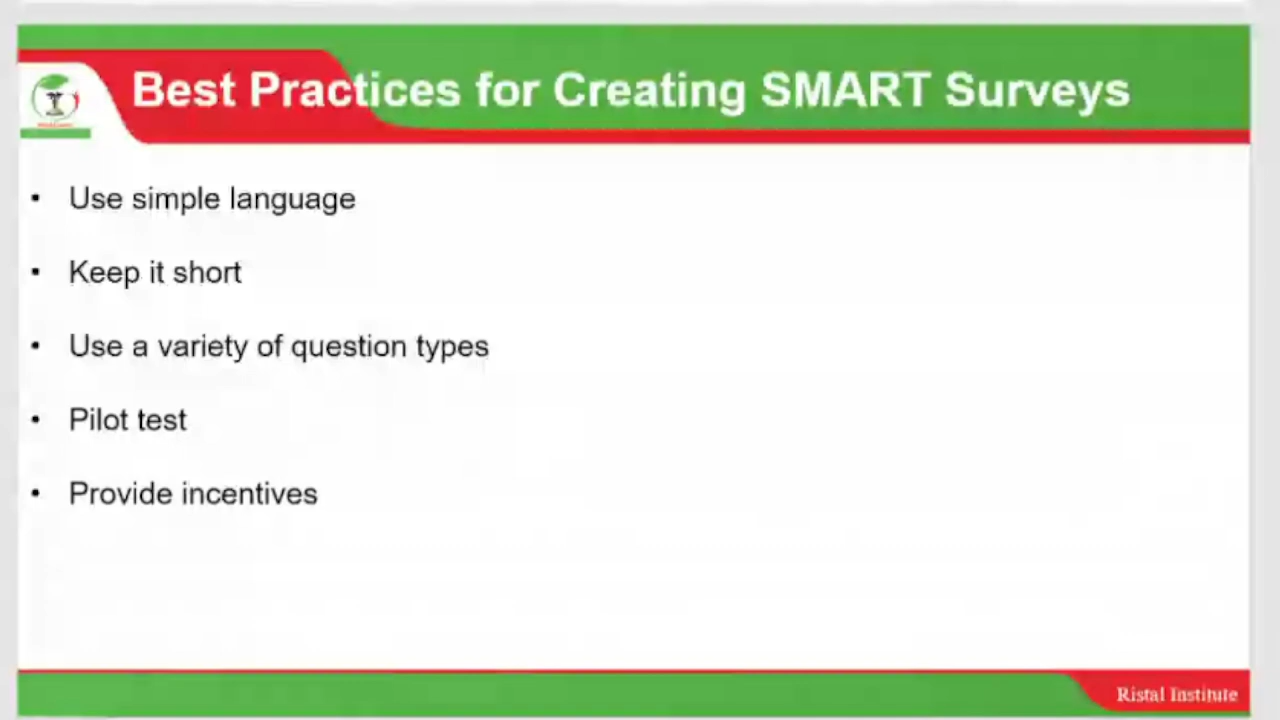 Best Practices for Creating SMART Surveys
• Use simple language
• Keep it short
• Use a variety of question types
• Pilot test
• Provide incentives
Ristal Institute